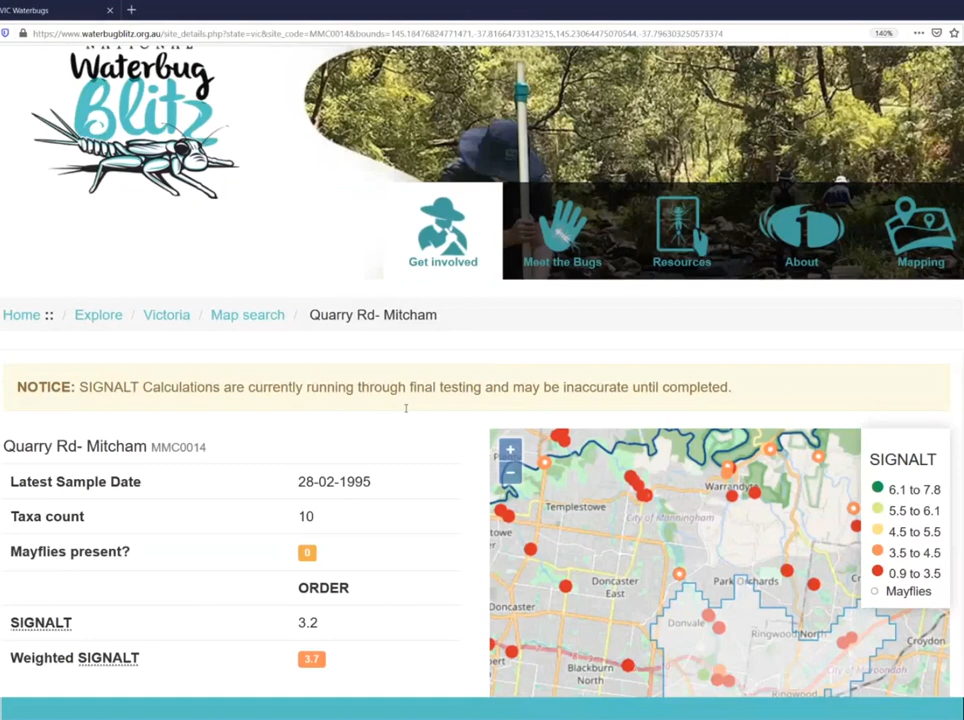 VIC Waterbugs
https://www.waterbugblitz.org.au/site_details.php?state=vic&site_code=MMC0014&bounds=145.18476824771471,-37.81664733123257,145.23064475070544,-37.796303250573374
140%
NATIONAL
Waterbug
Blitz
Get involved
Meet the Bugs
Resources
About
Mapping
Home :: / Explore / Victoria / Map search / Quarry Rd- Mitcham
NOTICE: SIGNALT Calculations are currently running through final testing and may be inaccurate until completed.
Quarry Rd- Mitcham MMC0014
Latest Sample Date 28-02-1995
Taxa count 10
Mayflies present? 0
ORDER
SIGNALT 3.2
Weighted SIGNALT 3.7
+
−
Warrandyte
Templestowe
City of Manningham
Doncaster East
Park Orchards
Doncaster
Donvale
Ringwood North
Croydon
Blackburn North
City of Maroondah
Ringwood
SIGNALT
6.1 to 7.8
5.5 to 6.1
4.5 to 5.5
3.5 to 4.5
0.9 to 3.5
Mayflies